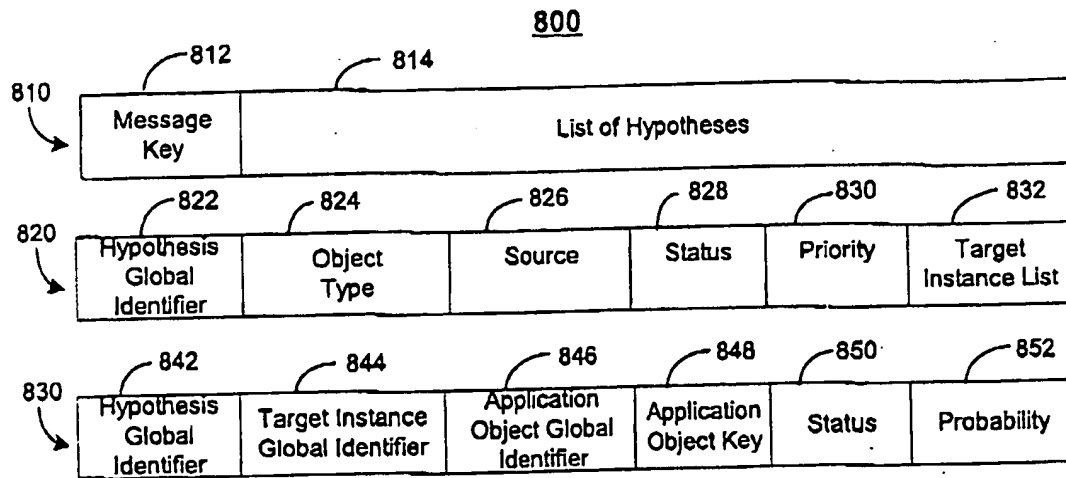 800
812 814
810
Message
Key
List of Hypotheses
822 824 826 828 830 832
820
Hypothesis
Global
Identifier
Object
Type
Source
Status
Priority
Target
Instance List
842 844 846 848 850 852
830
Hypothesis
Global
Identifier
Target Instance
Global Identifier
Application
Object Global
Identifier
Application
Object Key
Status
Probability